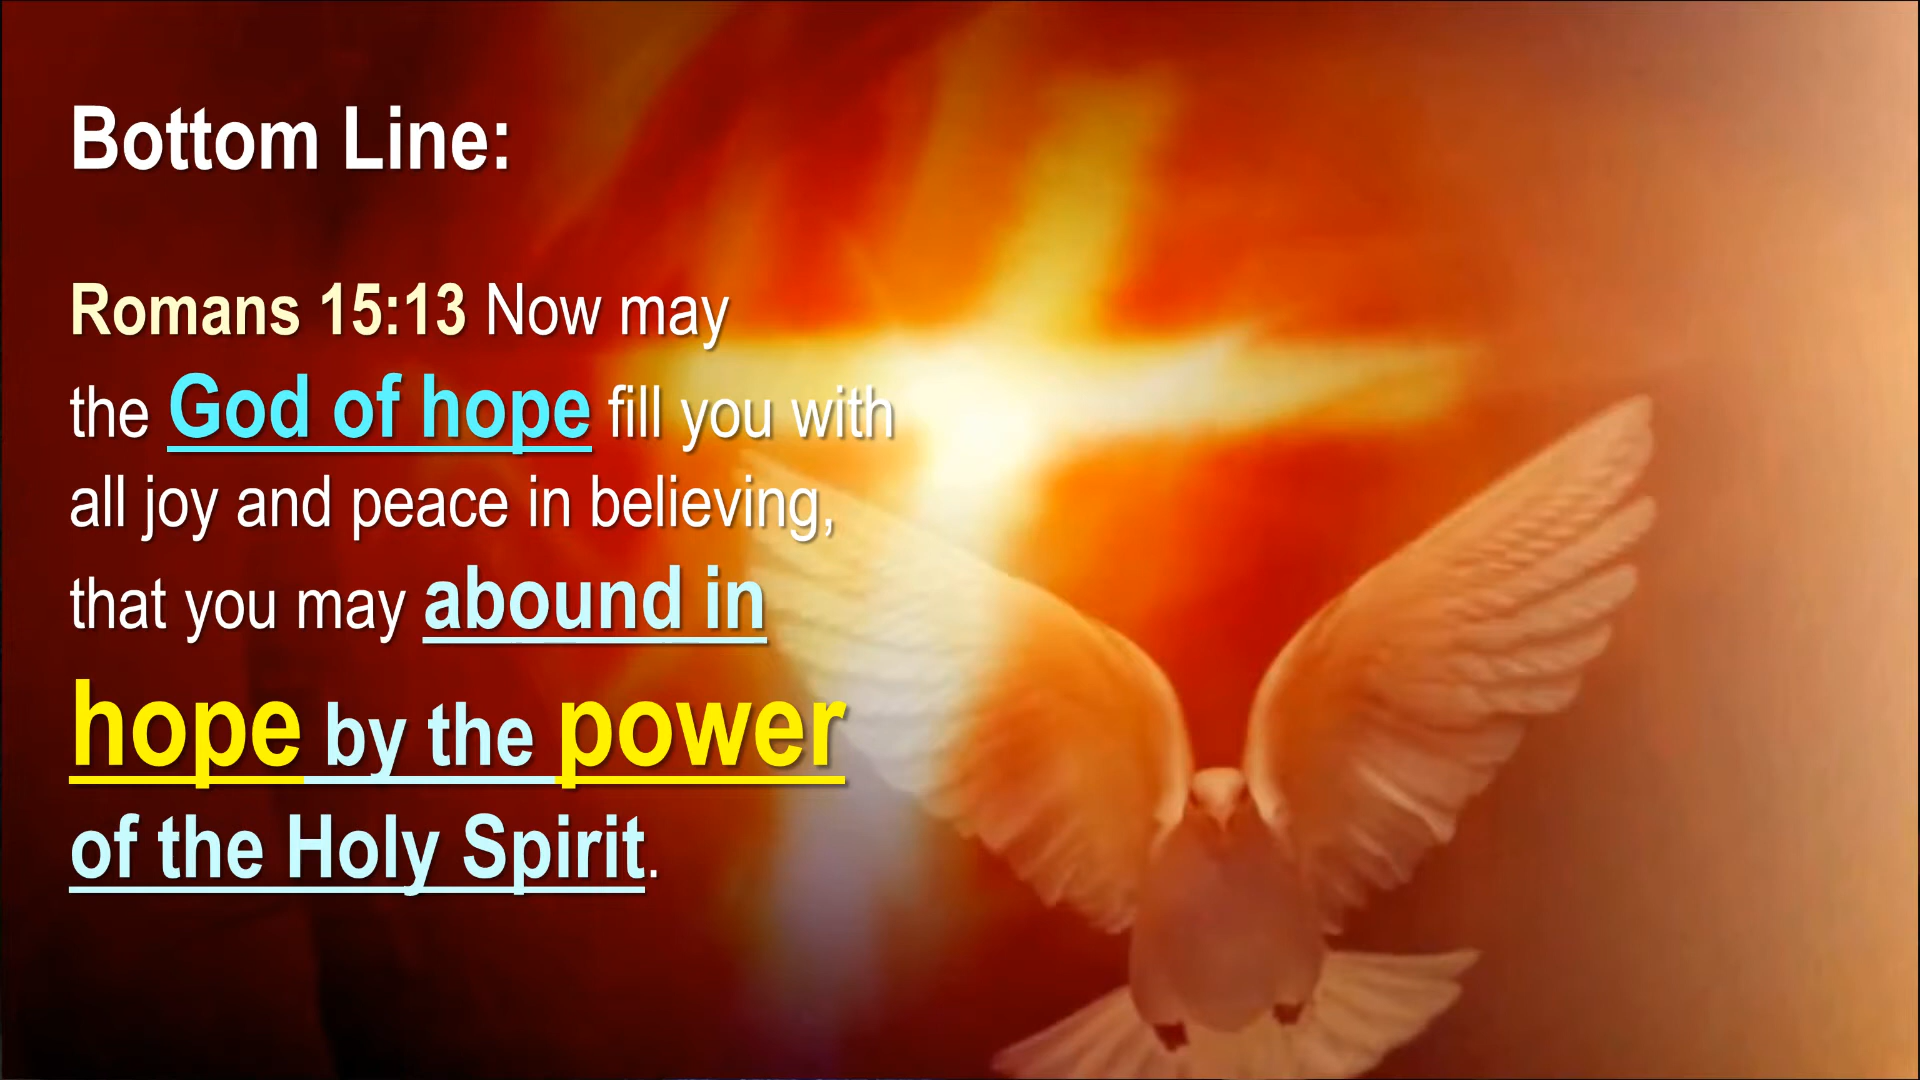 Bottom Line:
Romans 15:13 Now may
the God of hope fill you with
all joy and peace in believing,
that you may abound in
hope by the power
of the Holy Spirit.